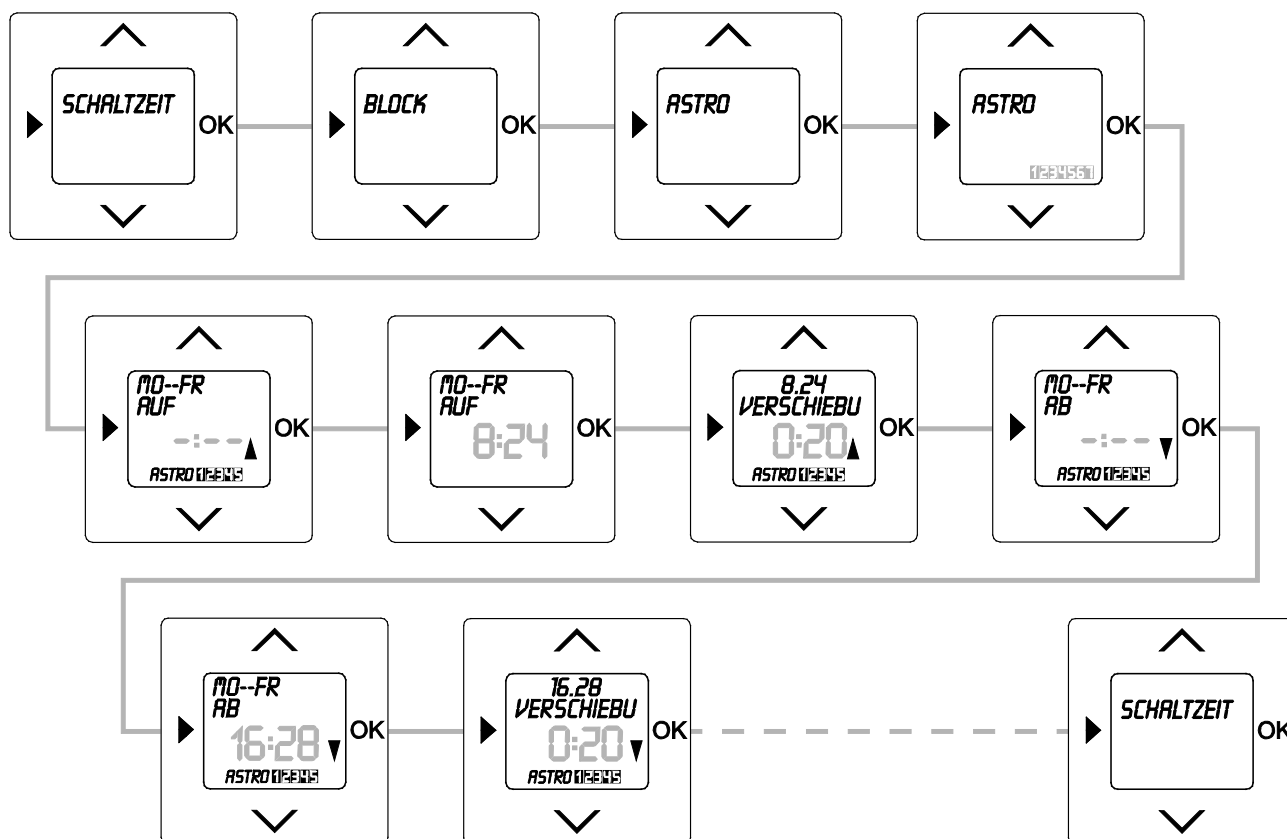 SCHALTZEIT
OK
BLOCK
OK
ASTRO
OK
ASTRO
1234567
OK
MO--FR
AUF
-:--
ASTRO 12345
OK
MO--FR
AUF
8:24
OK
8.24
VERSCHIEBU
0:20
ASTRO 12345
OK
MO--FR
AB
-:--
ASTRO 12345
OK
MO--FR
AB
16:28
ASTRO 12345
OK
16.28
VERSCHIEBU
0:20
ASTRO 12345
OK
SCHALTZEIT
OK